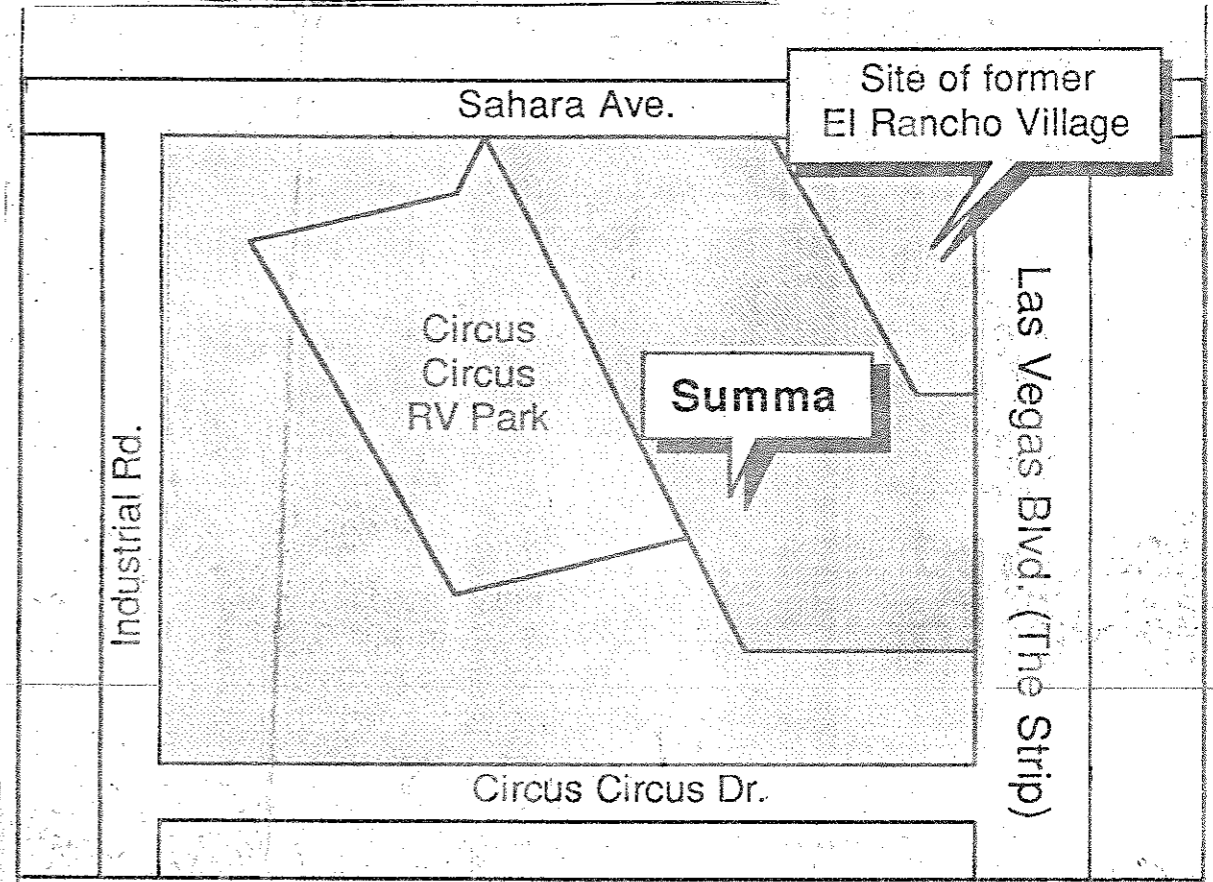 Sahara Ave.
Site of former
El Rancho Village
Circus
Circus
RV Park
Summa
Industrial Rd.
Las Vegas Blvd. (The Strip)
Circus Circus Dr.